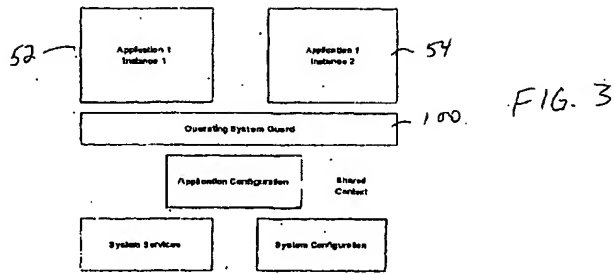 52
Application 1
Instance 1
Application 1
Instance 2
54
Operating System Guard
100
FIG. 3
Application Configuration
Shared
Context
System Services
System Configuration